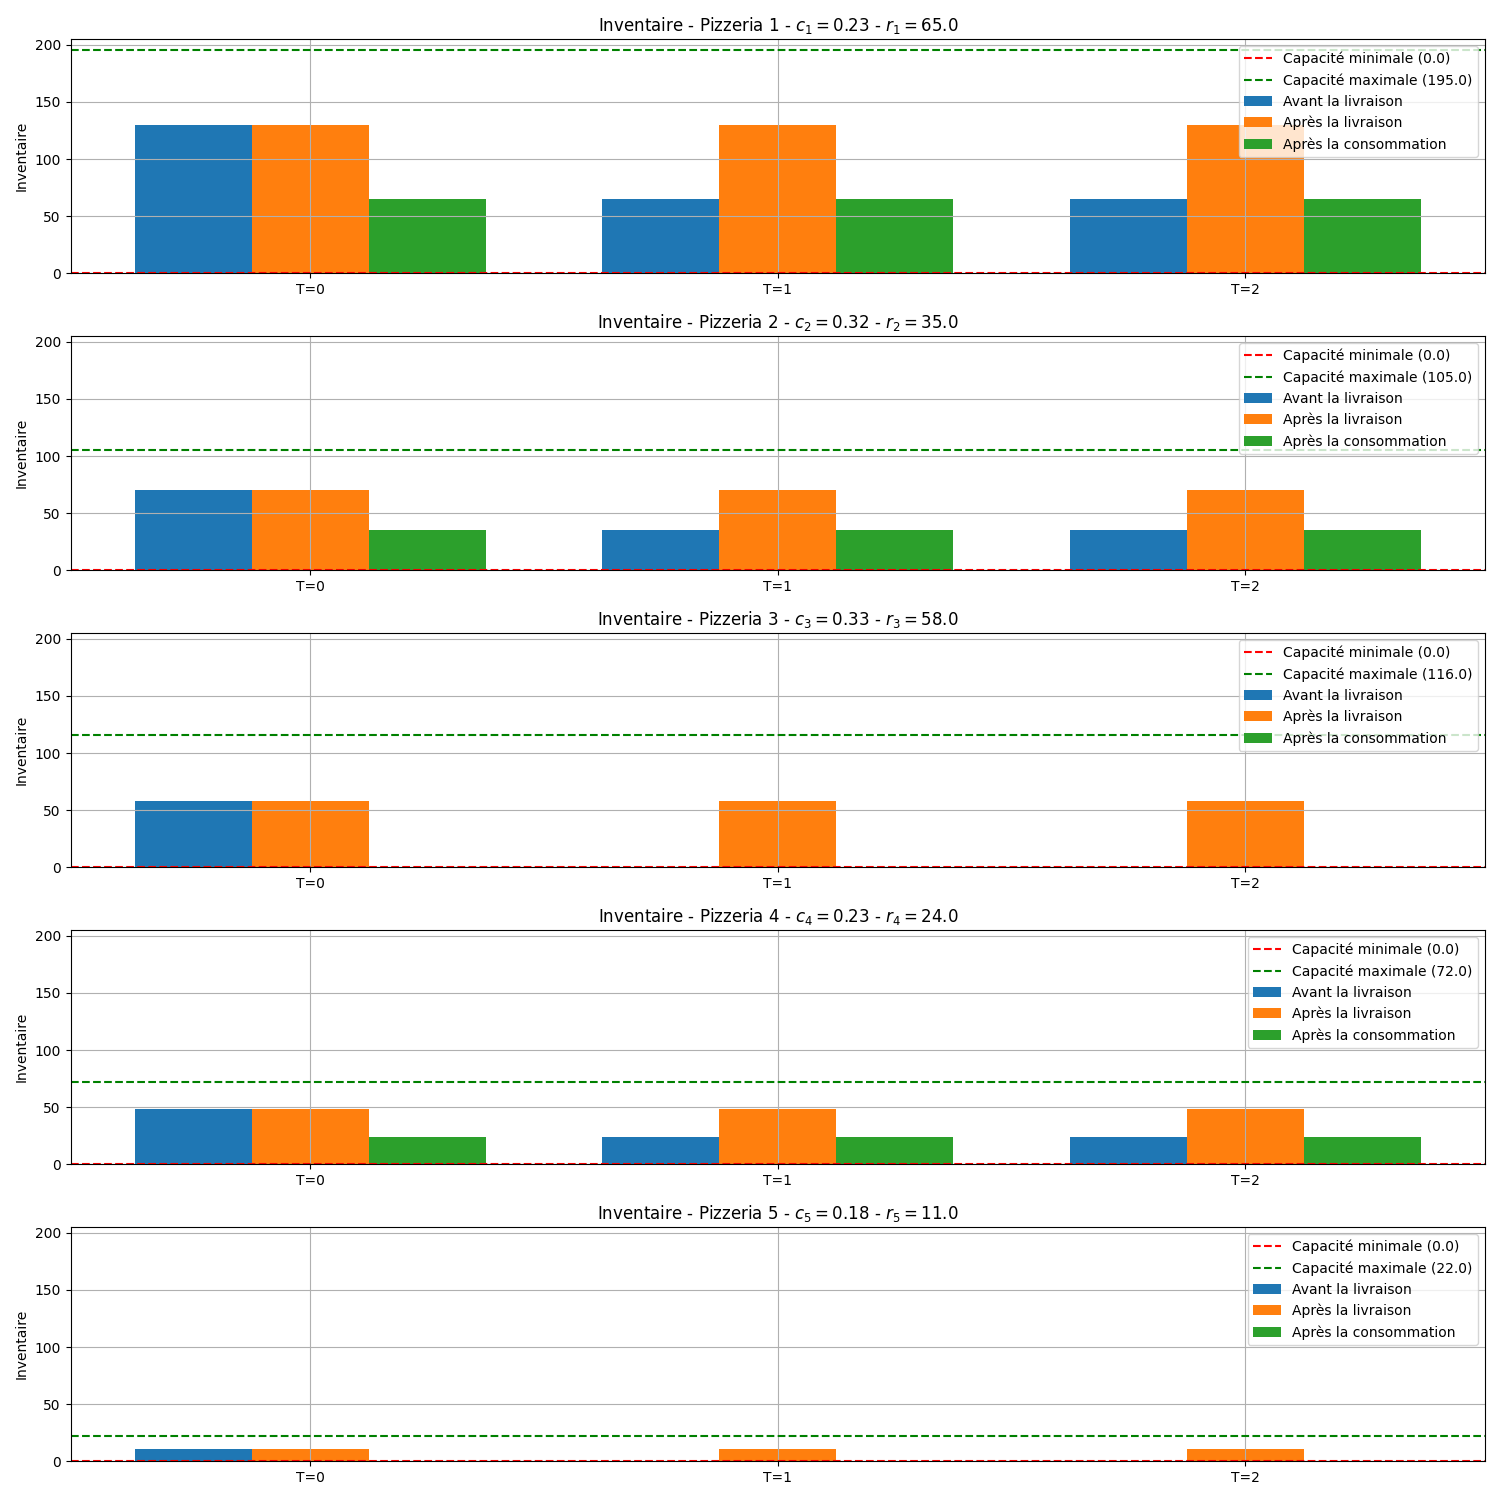 Inventaire - Pizzeria 1 - c₁ = 0.23 - r₁ = 65.0
200
150
100
50
0
Inventaire
Capacité minimale (0.0)
Capacité maximale (195.0)
Avant la livraison
Après la livraison
Après la consommation
T=0
T=1
T=2
Inventaire - Pizzeria 2 - c₂ = 0.32 - r₂ = 35.0
200
150
100
50
0
Inventaire
Capacité minimale (0.0)
Capacité maximale (105.0)
Avant la livraison
Après la livraison
Après la consommation
T=0
T=1
T=2
Inventaire - Pizzeria 3 - c₃ = 0.33 - r₃ = 58.0
200
150
100
50
0
Inventaire
Capacité minimale (0.0)
Capacité maximale (116.0)
Avant la livraison
Après la livraison
Après la consommation
T=0
T=1
T=2
Inventaire - Pizzeria 4 - c₄ = 0.23 - r₄ = 24.0
200
150
100
50
0
Inventaire
Capacité minimale (0.0)
Capacité maximale (72.0)
Avant la livraison
Après la livraison
Après la consommation
T=0
T=1
T=2
Inventaire - Pizzeria 5 - c₅ = 0.18 - r₅ = 11.0
200
150
100
50
0
Inventaire
Capacité minimale (0.0)
Capacité maximale (22.0)
Avant la livraison
Après la livraison
Après la consommation
T=0
T=1
T=2